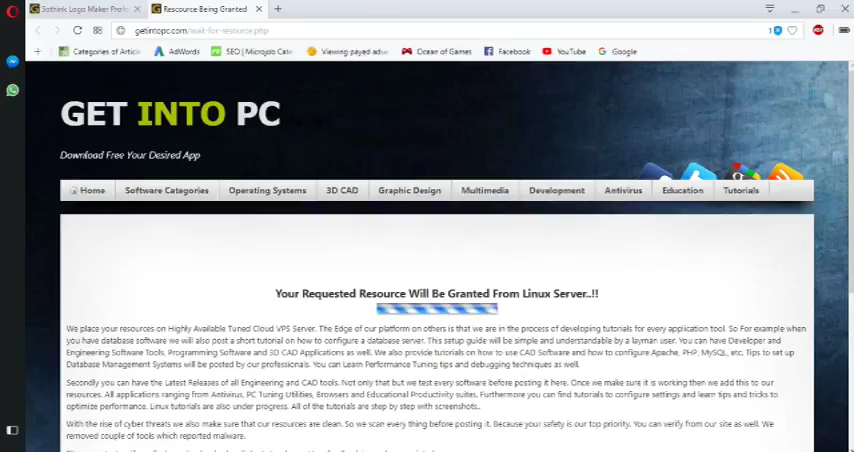 Sothink Logo Maker Profe
Rescource Being Granted
getintopc.com/wait-for-resource.php
1
Categories of Articl
AdWords
SEO | Microjob Cate
Viewing payed adse
Ocean of Games
Facebook
YouTube
Google
GET INTO PC
Download Free Your Desired App
Home
Software Categories
Operating Systems
3D CAD
Graphic Design
Multimedia
Development
Antivirus
Education
Tutorials
Your Requested Resource Will Be Granted From Linux Server..!!
We place your resources on Highly Available Tuned Cloud VPS Server. The Edge of our platform on others is that we are in the process of developing tutorials for every application tool. So For example when
you have database software we will also post a short tutorial on how to configure a database server. This setup guide will be simple and understandable by a layman user. You can have Developer and
Engineering Software Tools, Programming Software and 3D CAD Applications as well. We also provide tutorials on how to use CAD Software and how to configure Apache, PHP, MySQL, etc. Tips to set up
Database Management Systems will be posted by our professionals. You can Learn Performance Tuning tips and debugging techniques as well.
Secondly you can have the Latest Releases of all Engineering and CAD tools. Not only that but we test every software before posting it here. Once we make sure it is working then we add this to our
resources. All applications ranging from Antivirus, PC Tuning Utilities, Browsers and Educational Productivity suites. Furthermore you can find tutorials to configure settings and learn tips and tricks to
optimize performance. Linux tutorials are also under progress. All of the tutorials are step by step with screenshots..
With the rise of cyber threats we also make sure that our resources are clean. So we scan every thing before posting it. Because your safety is our top priority. You can verify from our site as well. We
removed couple of tools which reported malware.